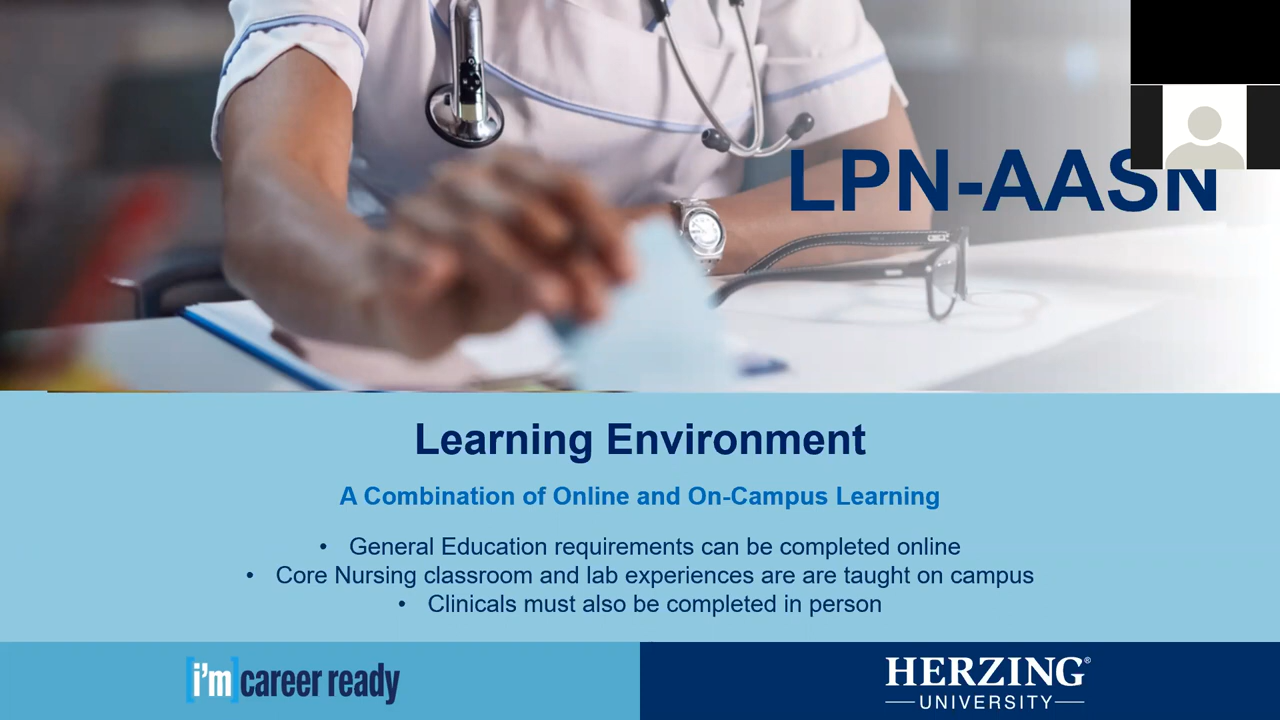 LPN-AASN
Learning Environment
A Combination of Online and On-Campus Learning
• General Education requirements can be completed online
• Core Nursing classroom and lab experiences are are taught on campus
• Clinicals must also be completed in person
[i'm] career ready
HERZING®
UNIVERSITY